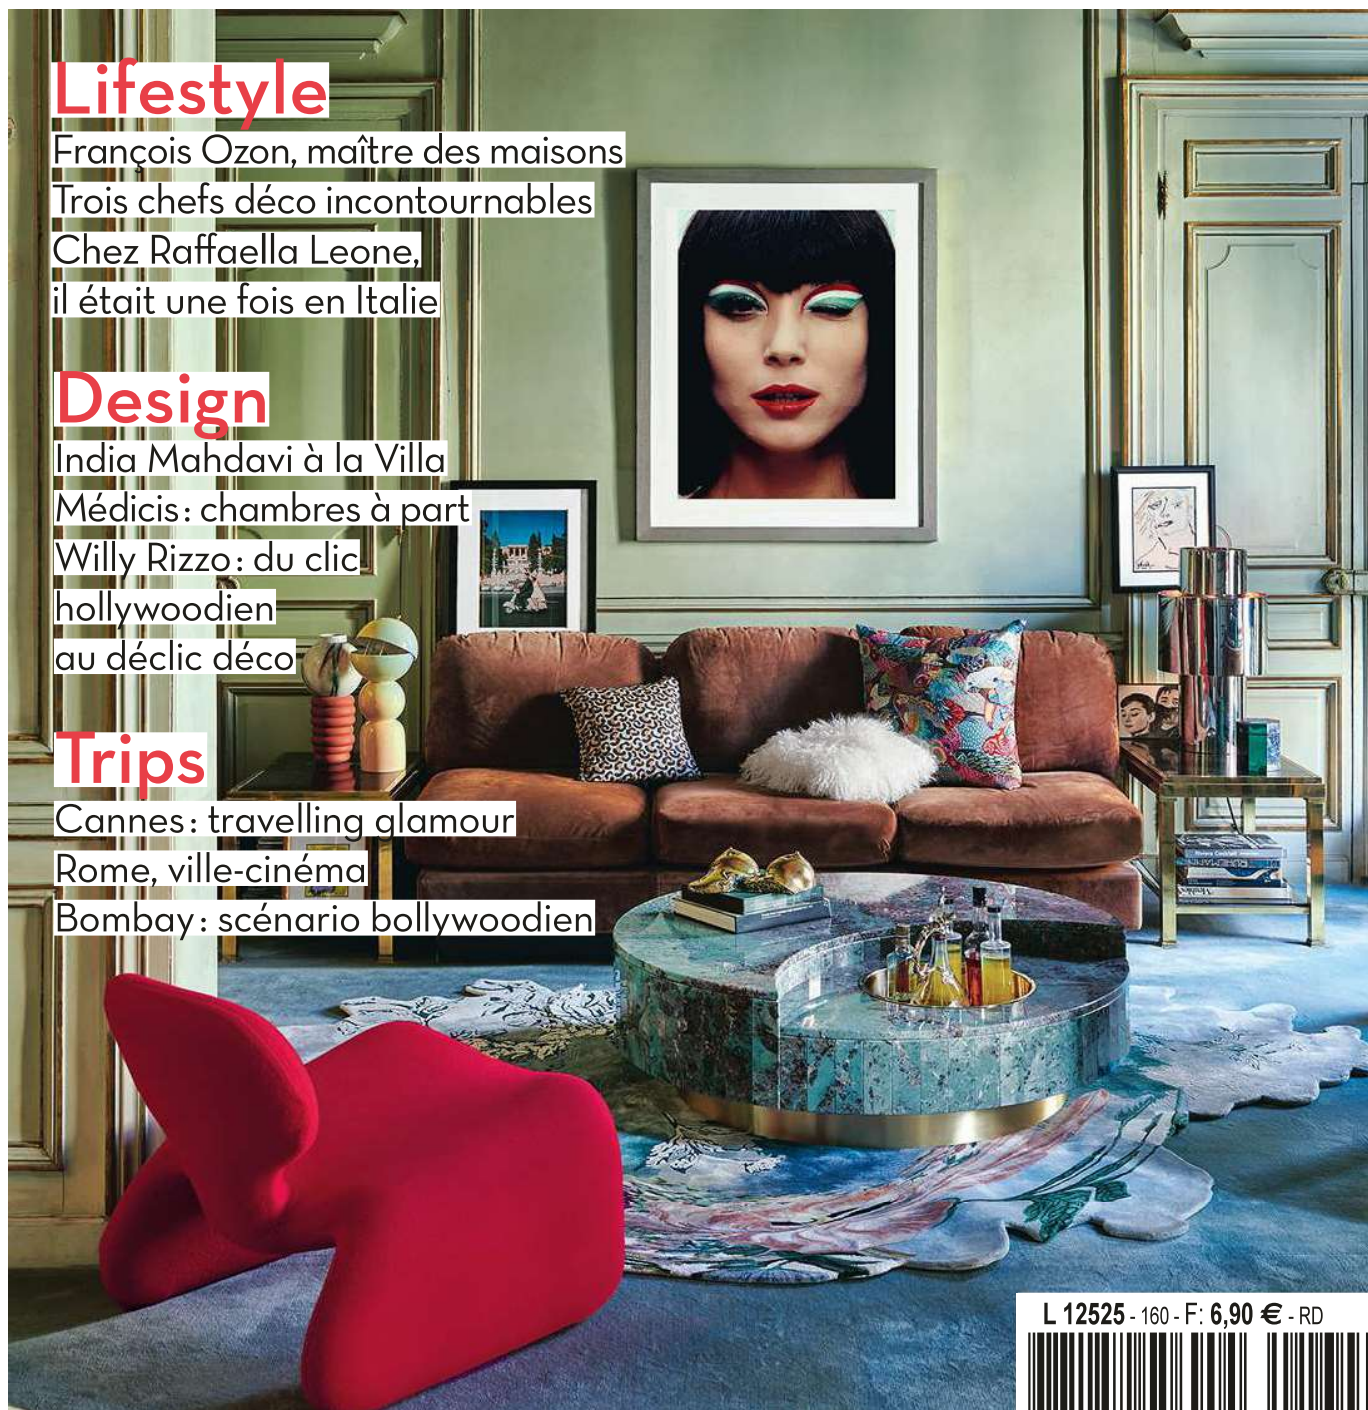 Lifestyle
François Ozon, maître des maisons
Trois chefs déco incontournables
Chez Raffaella Leone,
il était une fois en Italie
Design
India Mahdavi à la Villa
Médicis : chambres à part
Willy Rizzo : du clic
hollywoodien
au déclic déco
Trips
Cannes : travelling glamour
Rome, ville-cinéma
Bombay : scénario bollywoodien
L 12525 - 160 - F: 6,90 € - RD